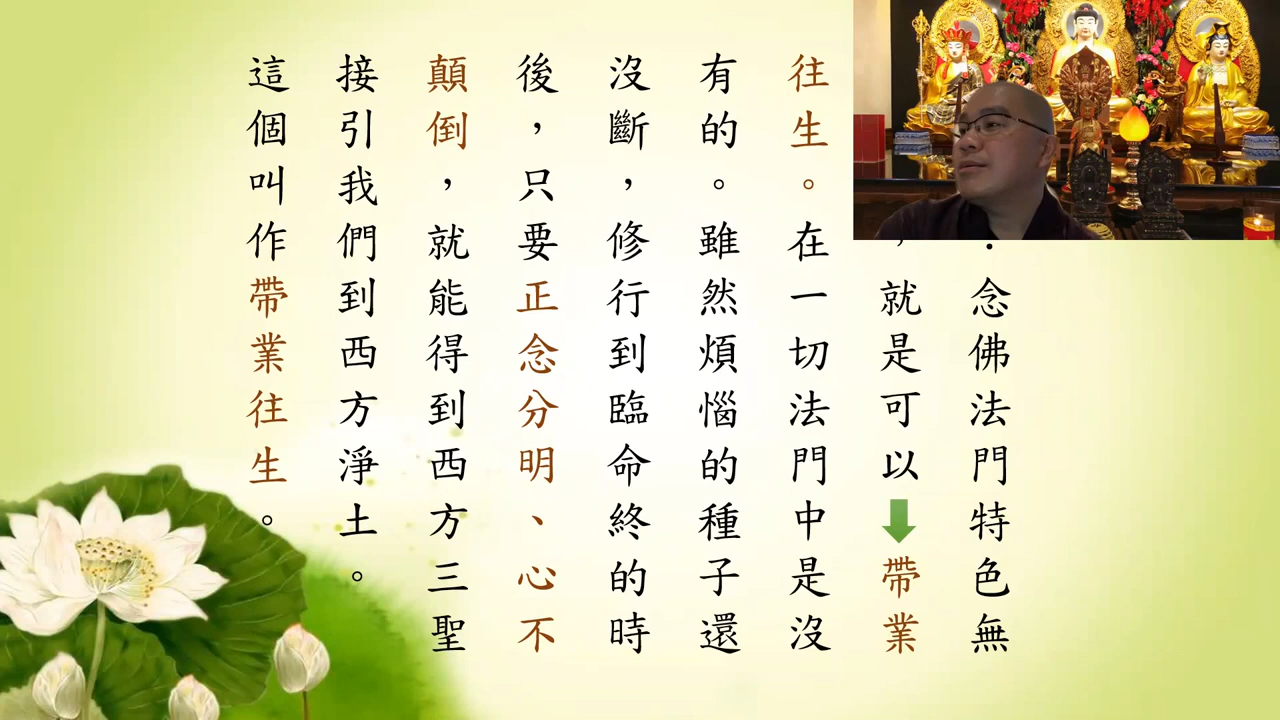 ：念佛法門特色無
，就是可以帶業
往生。在一切法門中是沒
有的。雖然煩惱的種子還
沒斷，修行到臨命終的時
後，只要正念分明、心不
顛倒，就能得到西方三聖
接引我們到西方淨土。
這個叫作帶業往生。